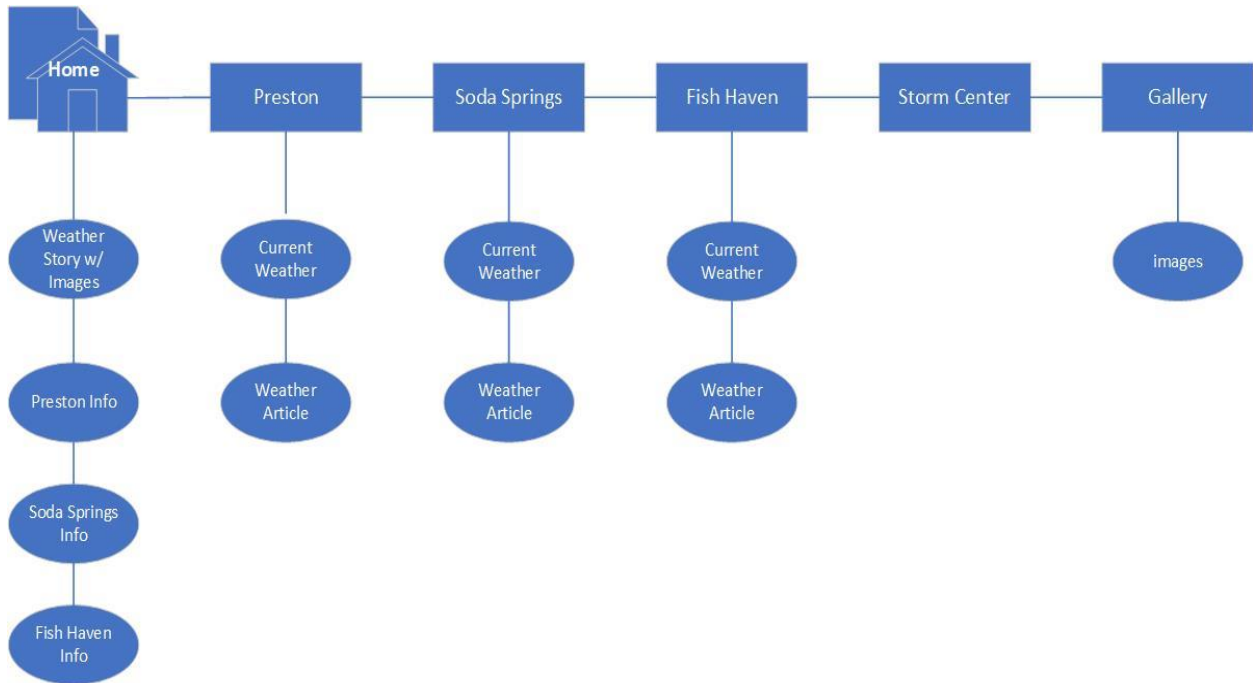 Home
Preston
Soda Springs
Fish Haven
Storm Center
Gallery
Weather
Story w/
Images
Current
Weather
Current
Weather
Current
Weather
images
Preston Info
Weather
Article
Weather
Article
Weather
Article
Soda Springs
Info
Fish Haven
Info